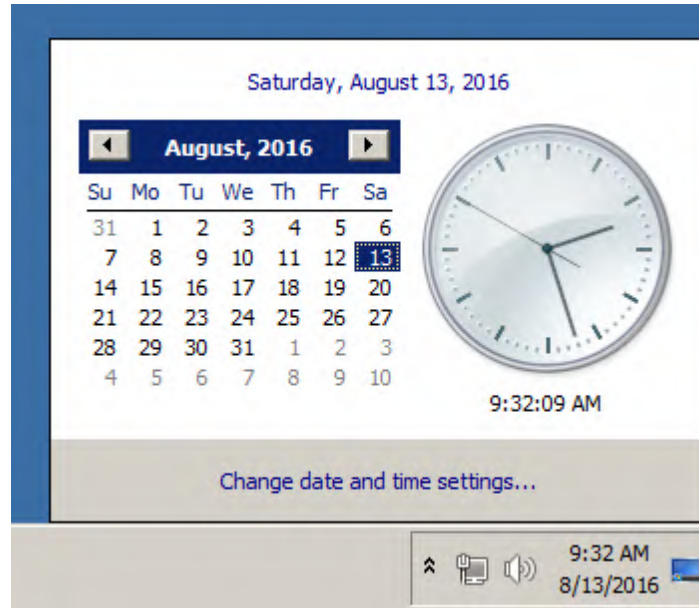 Saturday, August 13, 2016
August, 2016
Su Mo Tu We Th Fr Sa
31 1 2 3 4 5 6
7 8 9 10 11 12 13
14 15 16 17 18 19 20
21 22 23 24 25 26 27
28 29 30 31 1 2 3
4 5 6 7 8 9 10
9:32:09 AM
Change date and time settings...
9:32 AM
8/13/2016